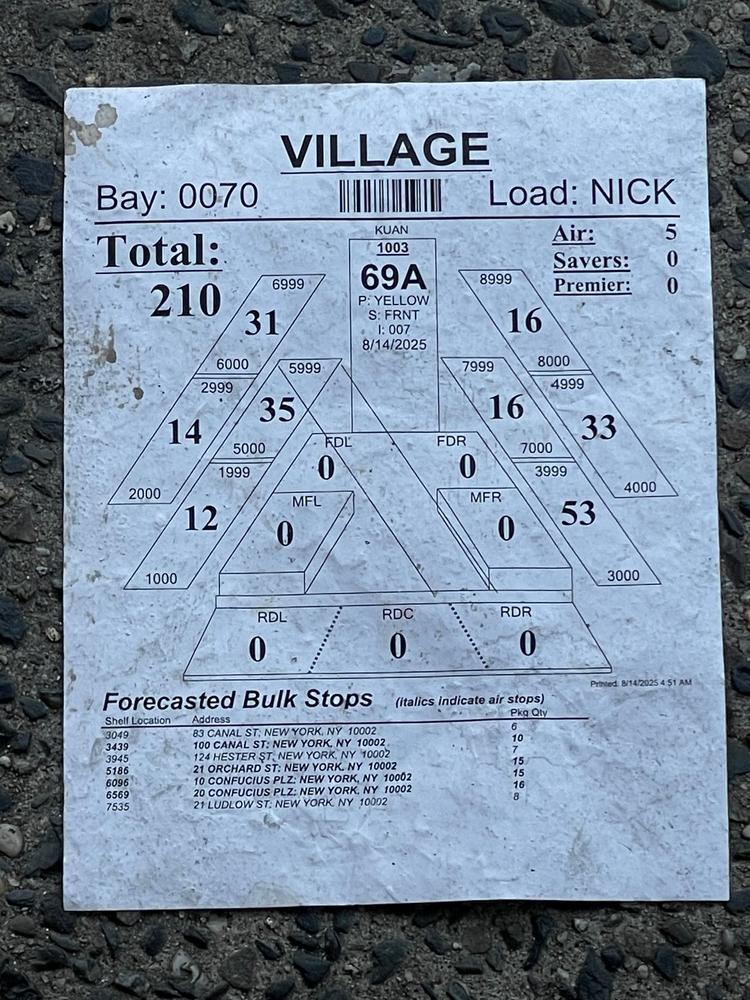 VILLAGE
Bay: 0070
Load: NICK
Total:
210
KUAN
1003
69A
P: YELLOW
S: FRNT
I: 007
8/14/2025
Air: 5
Savers: 0
Premier: 0
6999
31
6000
8999
16
8000
2999
14
2000
5999
35
5000
7999
16
7000
4999
33
4000
1999
12
1000
3999
53
3000
FDL
0
FDR
0
MFL
0
MFR
0
RDL
0
RDC
0
RDR
0
Printed: 8/14/2025 4:51 AM
Forecasted Bulk Stops (italics indicate air stops)
Shelf Location Address Pkg Qty
3049 83 CANAL ST: NEW YORK, NY 10002 6
3439 100 CANAL ST: NEW YORK, NY 10002 10
3945 124 HESTER ST: NEW YORK, NY 10002 7
5186 21 ORCHARD ST: NEW YORK, NY 10002 15
6096 10 CONFUCIUS PLZ: NEW YORK, NY 10002 15
6569 20 CONFUCIUS PLZ: NEW YORK, NY 10002 16
7535 21 LUDLOW ST: NEW YORK, NY 10002 8